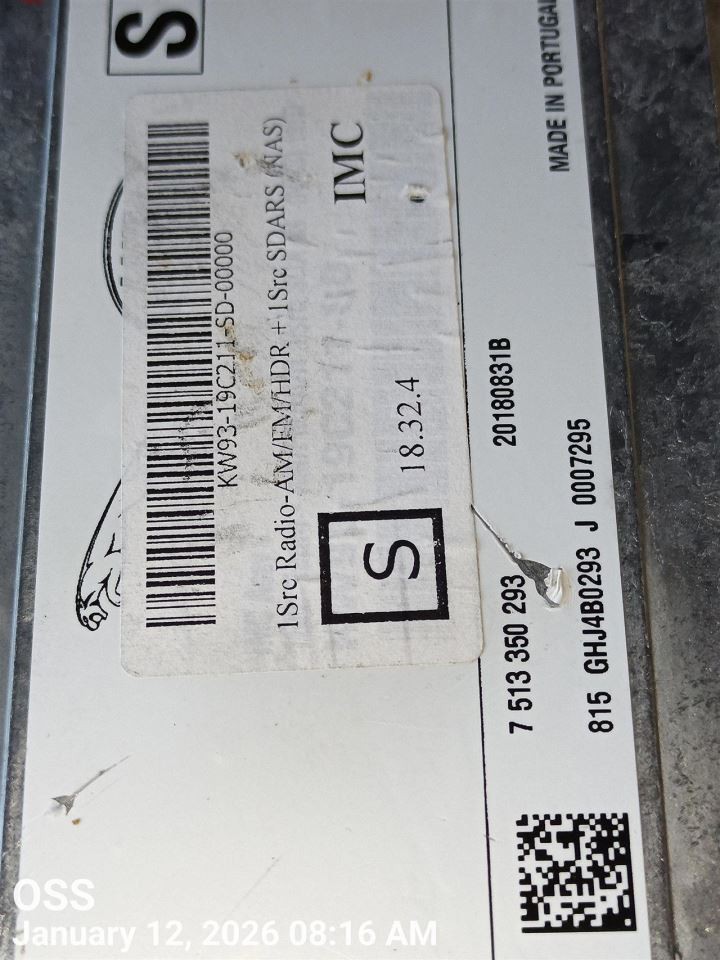 S
KW93-19C211-SD-00000
1Src Radio-AM/FM/HDR + 1Src SDARS (NAS)
IMC
S
18.32.4
7 513 350 293
20180831B
MADE IN PORTUGAL
815 GHJ4B0293 J 0007295
OSS
January 12, 2026 08:16 AM